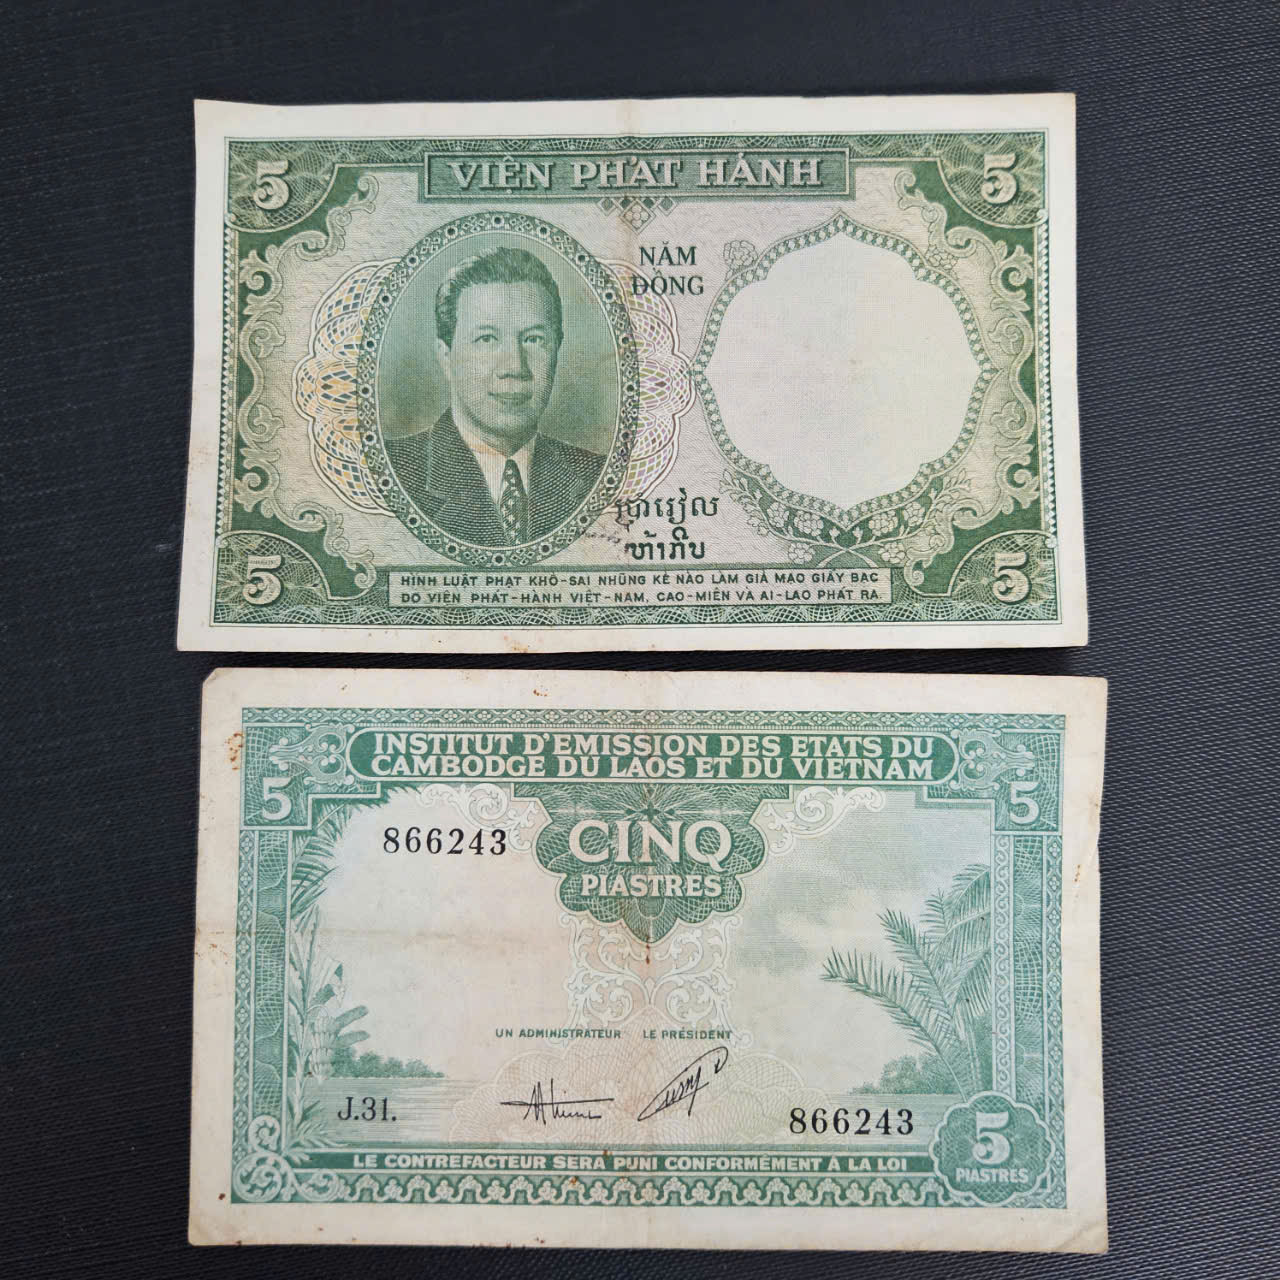 5
VIỆN PHÁT HÀNH
5
NĂM
ĐỒNG
៥រៀល
ຫ້າກີບ
5
HÌNH LUẬT PHẠT KHỔ-SAI NHỮNG KẺ NÀO LÀM GIẢ MẠO GIẤY BẠC
DO VIỆN PHÁT-HÀNH VIỆT-NAM, CAO-MIÊN VÀ AI-LAO PHÁT RA.
5
INSTITUT D'EMISSION DES ETATS DU
CAMBODGE DU LAOS ET DU VIETNAM
5
5
866243
CINQ
PIASTRES
UN ADMINISTRATEUR
LE PRÉSIDENT
J.31.
866243
5
PIASTRES
LE CONTREFACTEUR SERA PUNI CONFORMÉMENT À LA LOI